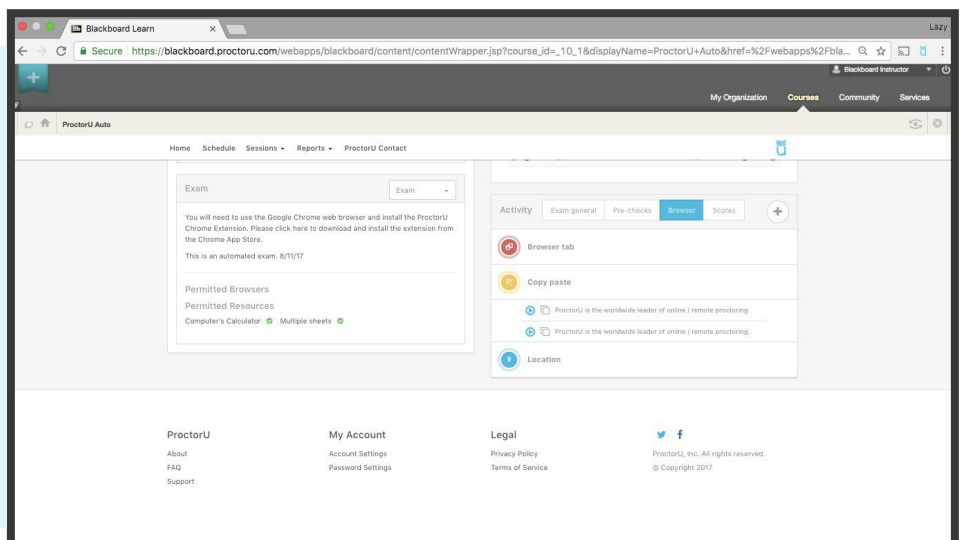 Blackboard Learn
Lazy
Secure https://blackboard.proctoru.com/webapps/blackboard/content/contentWrapper.jsp?course_id=_10_1&displayName=ProctorU+Auto&href=%2Fwebapps%2Fbla...
Blackboard Instructor
My Organization Courses Community Services
ProctorU Auto
Home Schedule Sessions Reports ProctorU Contact
Exam Exam
You will need to use the Google Chrome web browser and install the ProctorU
Chrome Extension. Please click here to download and install the extension from
the Chrome App Store.
This is an automated exam. 8/11/17
Permitted Browsers
Permitted Resources
Computer's Calculator Multiple sheets
Activity Exam general Pre-checks Browser Scores
Browser tab
Copy paste
ProctorU is the worldwide leader of online / remote proctoring.
ProctorU is the worldwide leader of online / remote proctoring.
Location
ProctorU
About
FAQ
Support
My Account
Account Settings
Password Settings
Legal
Privacy Policy
Terms of Service
ProctorU, Inc. All rights reserved.
© Copyright 2017